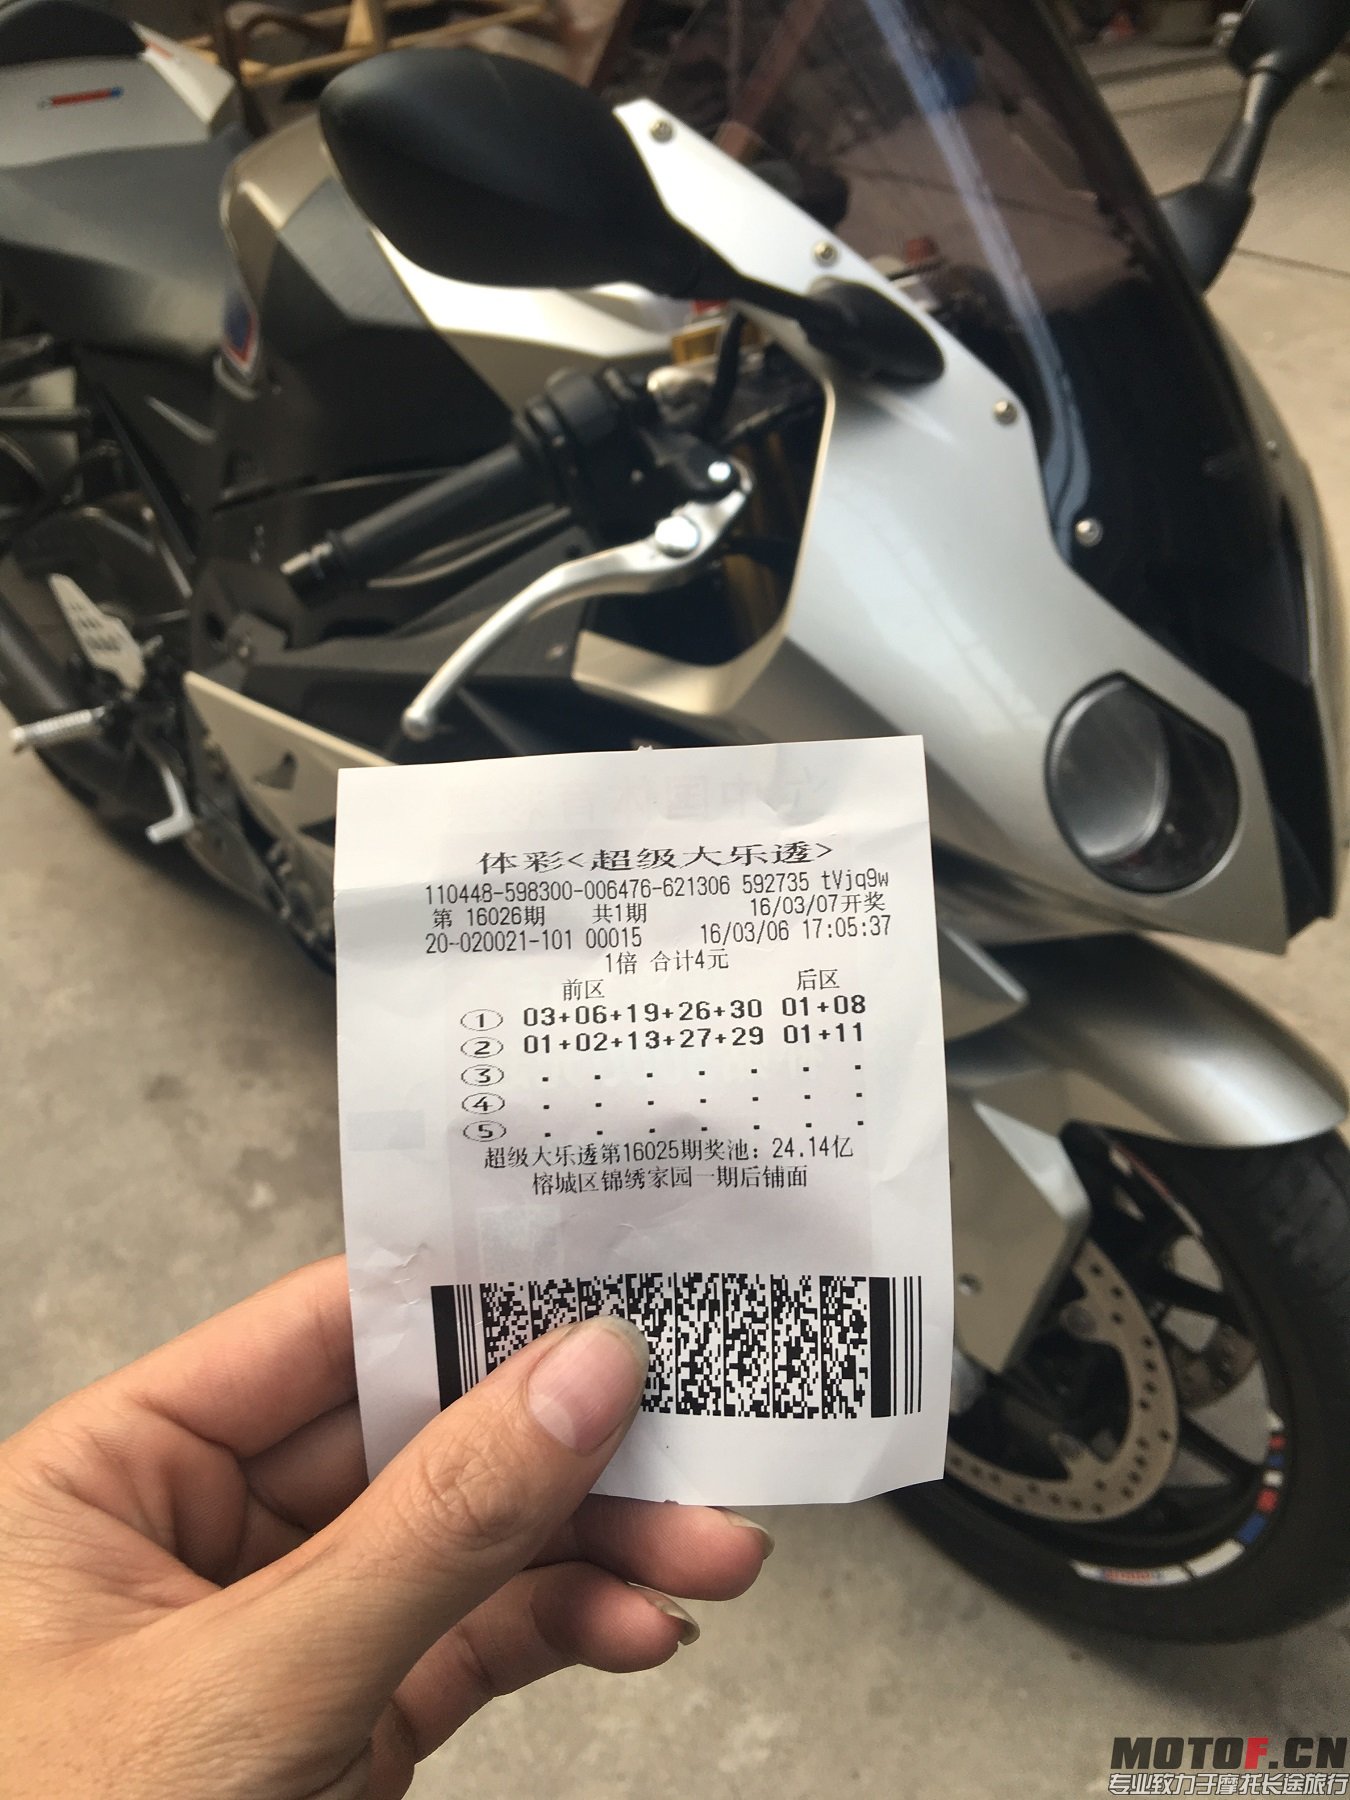 体彩<超级大乐透>
110448-598300-006476-621306 592735 tVjq9w
第 16026期 共1期 16/03/07开奖
20-020021-101 00015 16/03/06 17:05:37
1倍 合计4元
前区 后区
① 03+06+19+26+30 01+08
② 01+02+13+27+29 01+11
③ . . . . . . .
④ . . . . . . .
⑤ . . . . . . .
超级大乐透第16025期奖池：24.14亿
榕城区锦绣家园一期后铺面
MOTOF.CN
专业致力于摩托长途旅行